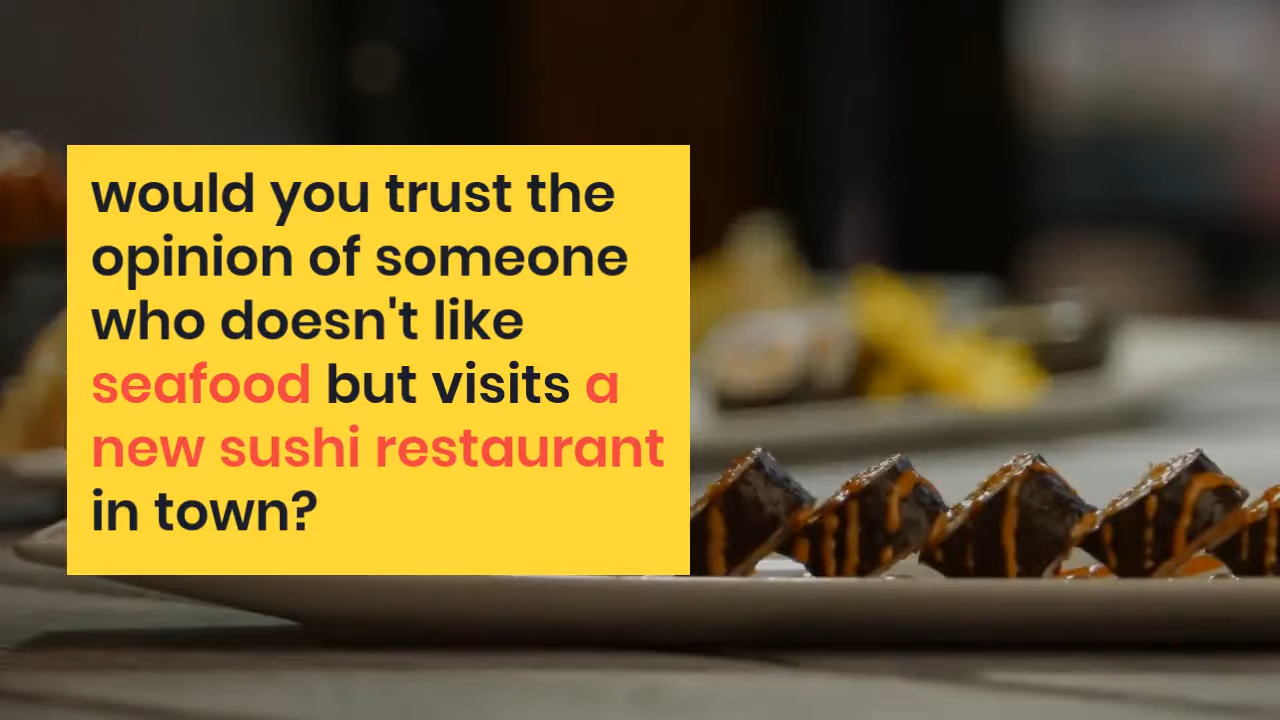 would you trust the
opinion of someone
who doesn't like
seafood but visits a
new sushi restaurant
in town?